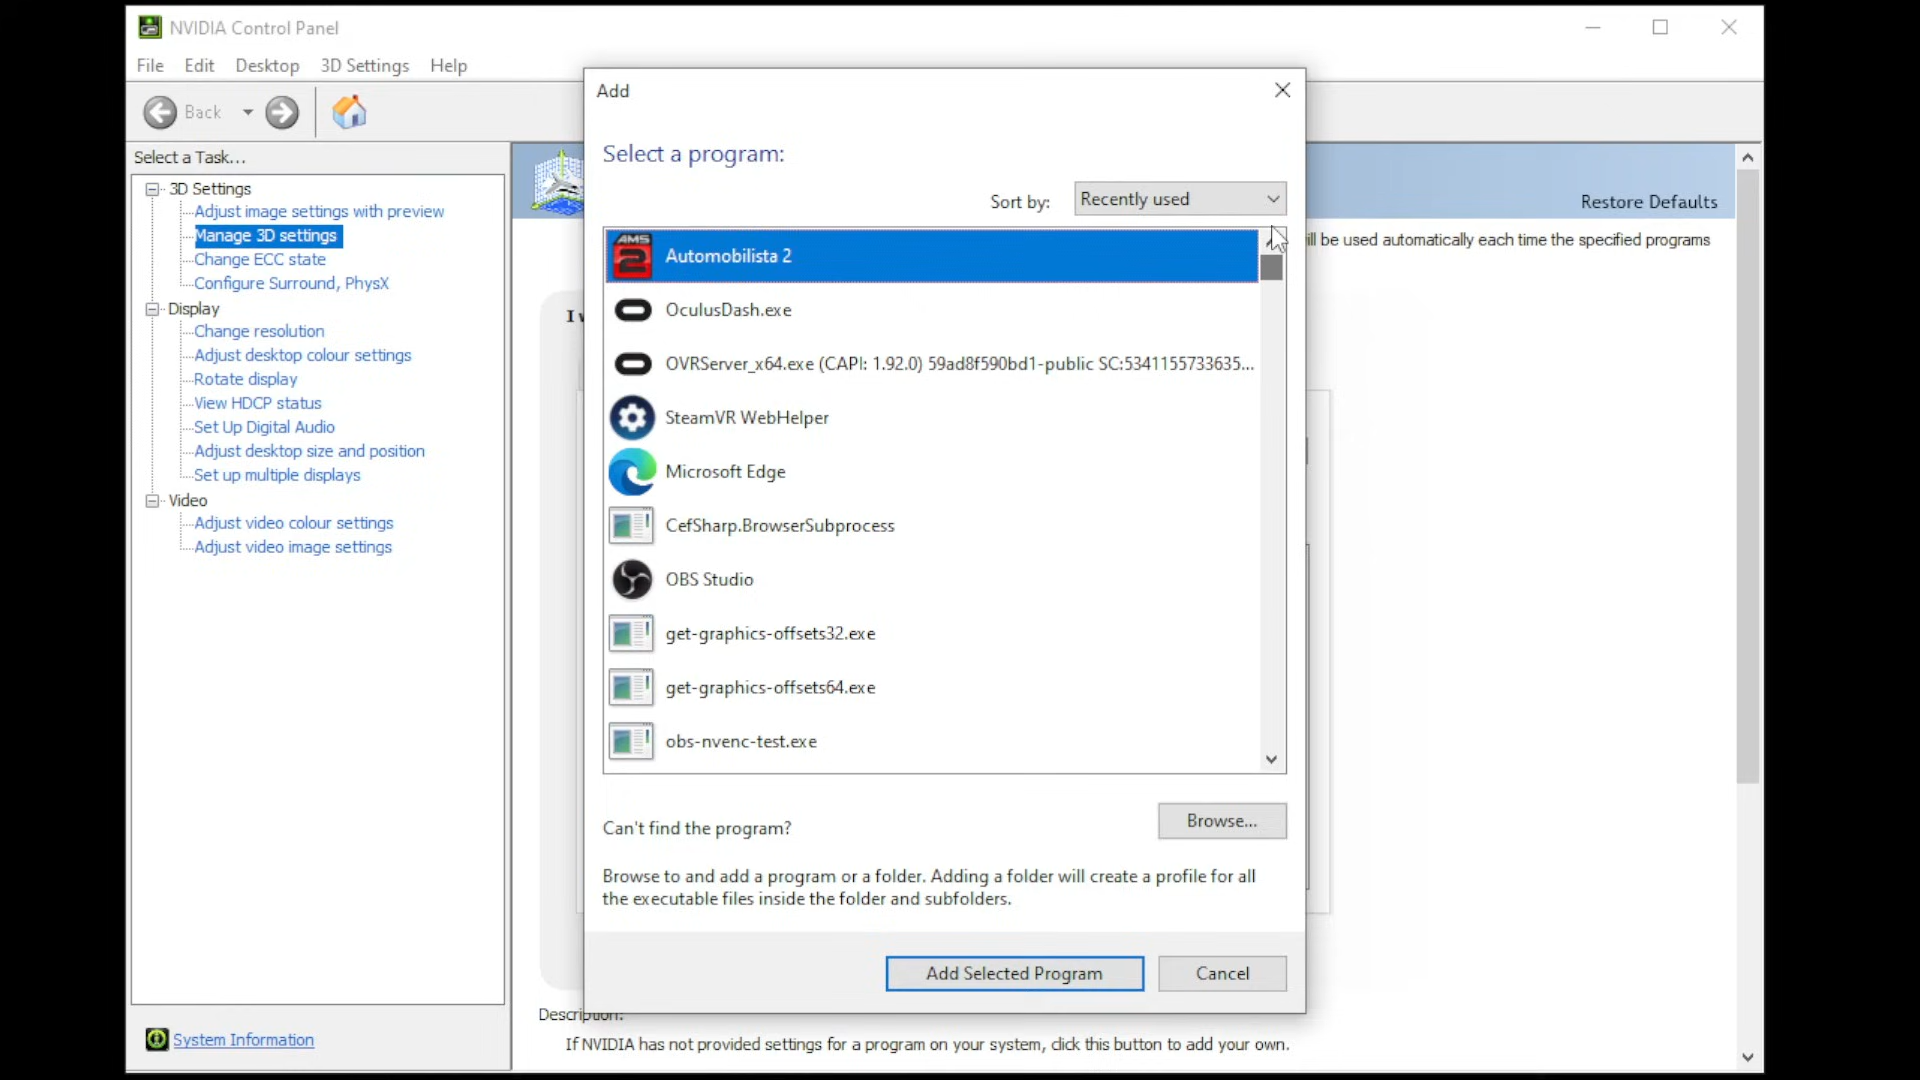 NVIDIA Control Panel
File Edit Desktop 3D Settings Help
Back
Select a Task...
3D Settings
Adjust image settings with preview
Manage 3D settings
Change ECC state
Configure Surround, PhysX
Display
Change resolution
Adjust desktop colour settings
Rotate display
View HDCP status
Set Up Digital Audio
Adjust desktop size and position
Set up multiple displays
Video
Adjust video colour settings
Adjust video image settings
System Information
Restore Defaults
ill be used automatically each time the specified programs
I
Add
Select a program:
Sort by: Recently used
AMS 2 Automobilista 2
OculusDash.exe
OVRServer_x64.exe (CAPI: 1.92.0) 59ad8f590bd1-public SC:5341155733635...
SteamVR WebHelper
Microsoft Edge
CefSharp.BrowserSubprocess
OBS Studio
get-graphics-offsets32.exe
get-graphics-offsets64.exe
obs-nvenc-test.exe
Can't find the program? Browse...
Browse to and add a program or a folder. Adding a folder will create a profile for all
the executable files inside the folder and subfolders.
Add Selected Program Cancel
Description:
If NVIDIA has not provided settings for a program on your system, click this button to add your own.